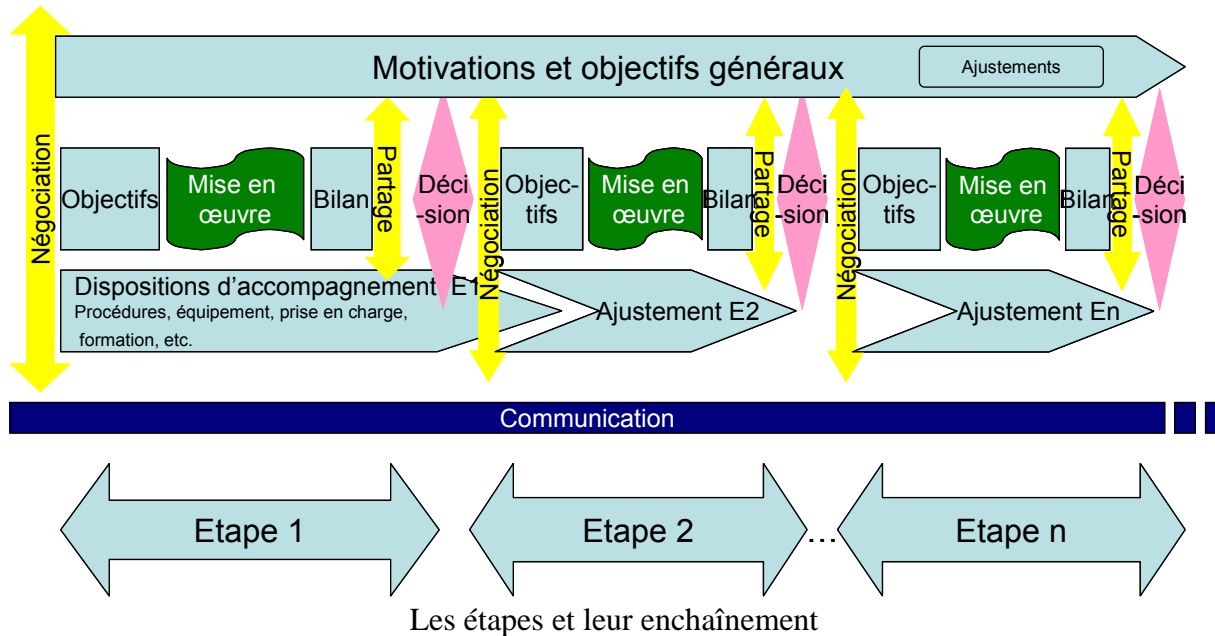 Motivations et objectifs généraux
Ajustements
Négociation
Objectifs
Mise en
œuvre
Bilan
Partage
Déci
-sion
Négociation
Objec-
tifs
Mise en
œuvre
Bilan
Partage
Déci
-sion
Négociation
Objec-
tifs
Mise en
œuvre
Bilan
Partage
Déci
-sion
Dispositions d'accompagnement E1
Procédures, équipement, prise en charge,
formation, etc.
Ajustement E2
Ajustement En
Communication
Etape 1
Etape 2
...
Etape n
Les étapes et leur enchaînement